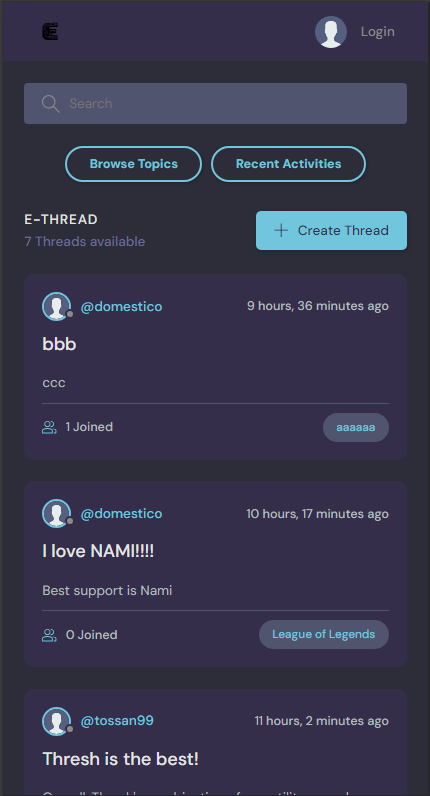 E
Login
Search
Browse Topics
Recent Activities
E-THREAD
7 Threads available
Create Thread
@domestico
9 hours, 36 minutes ago
bbb
ccc
1 Joined
aaaaaa
@domestico
10 hours, 17 minutes ago
I love NAMI!!!!
Best support is Nami
0 Joined
League of Legends
@tossan99
11 hours, 2 minutes ago
Thresh is the best!